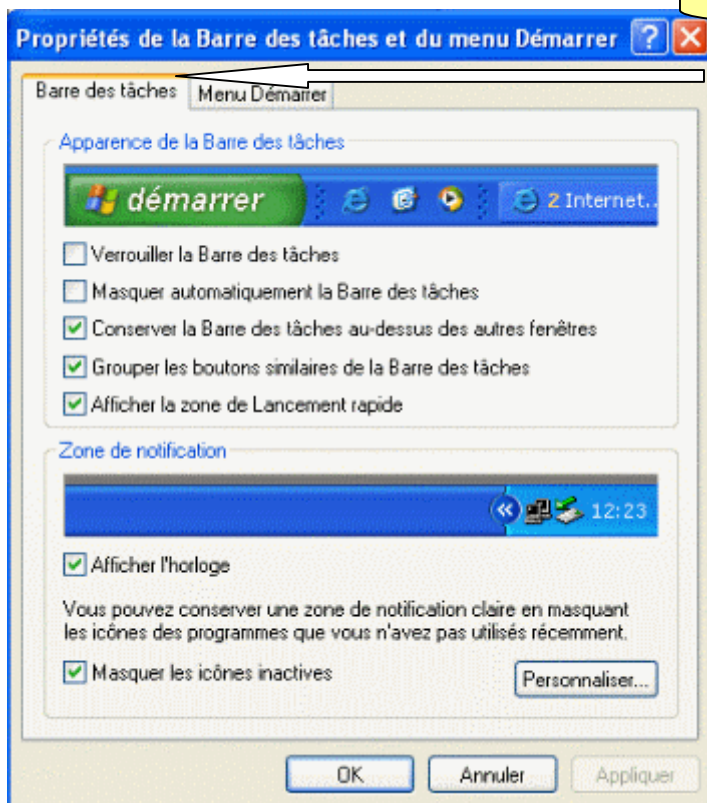 Propriétés de la Barre des tâches et du menu Démarrer
Barre des tâches
Menu Démarrer
Apparence de la Barre des tâches
démarrer
2 Internet..
Verrouiller la Barre des tâches
Masquer automatiquement la Barre des tâches
Conserver la Barre des tâches au-dessus des autres fenêtres
Grouper les boutons similaires de la Barre des tâches
Afficher la zone de Lancement rapide
Zone de notification
12:23
Afficher l'horloge
Vous pouvez conserver une zone de notification claire en masquant
les icônes des programmes que vous n'avez pas utilisés récemment.
Masquer les icônes inactives
Personnaliser...
OK
Annuler
Appliquer